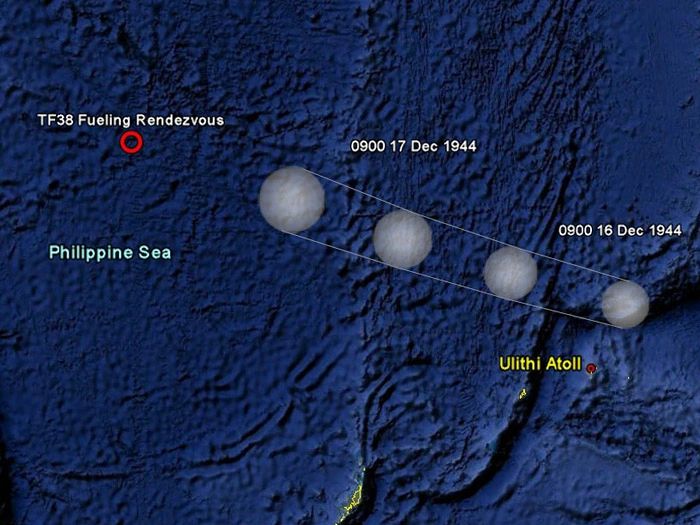 TF38 Fueling Rendezvous
0900 17 Dec 1944
0900 16 Dec 1944
Philippine Sea
Ulithi Atoll